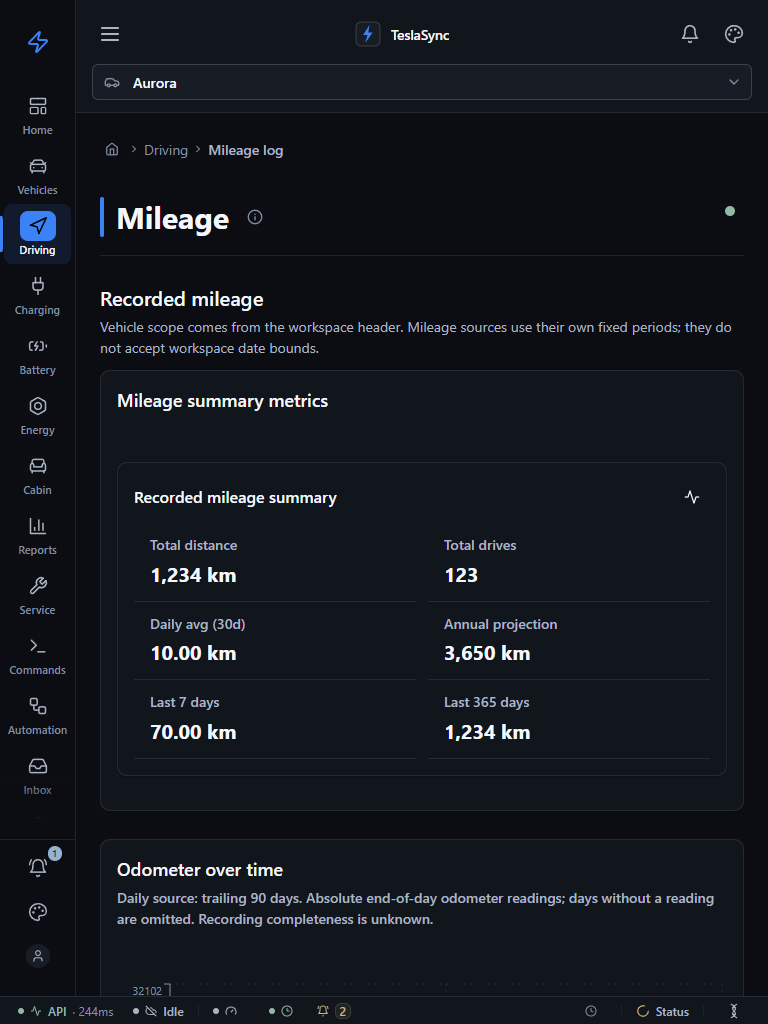 TeslaSync
Aurora
Home
Vehicles
Driving
Charging
Battery
Energy
Cabin
Reports
Service
Commands
Automation
Inbox
1
Driving > Mileage log
Mileage
Recorded mileage
Vehicle scope comes from the workspace header. Mileage sources use their own fixed periods; they do
not accept workspace date bounds.
Mileage summary metrics
Recorded mileage summary
Total distance
1,234 km
Total drives
123
Daily avg (30d)
10.00 km
Annual projection
3,650 km
Last 7 days
70.00 km
Last 365 days
1,234 km
Odometer over time
Daily source: trailing 90 days. Absolute end-of-day odometer readings; days without a reading
are omitted. Recording completeness is unknown.
32102
API · 244ms
Idle
2
Status